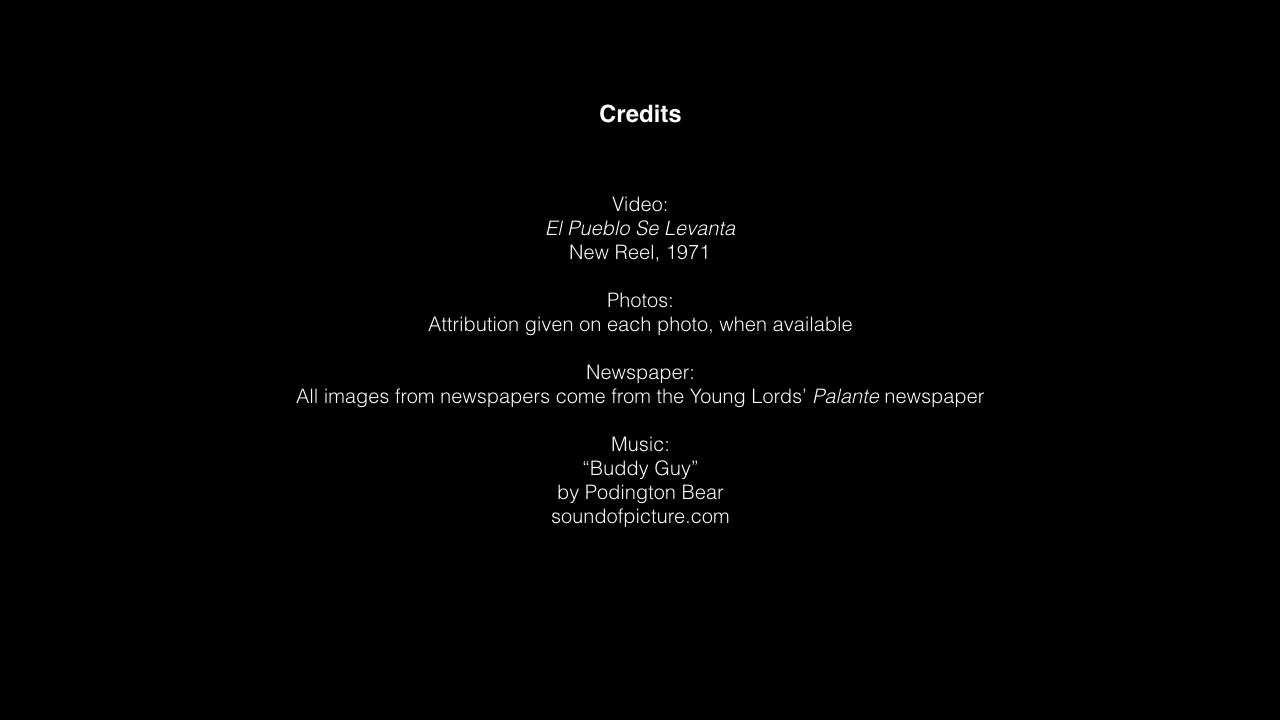 Credits
Video:
El Pueblo Se Levanta
New Reel, 1971
Photos:
Attribution given on each photo, when available
Newspaper:
All images from newspapers come from the Young Lords’ Palante newspaper
Music:
“Buddy Guy”
by Podington Bear
soundofpicture.com